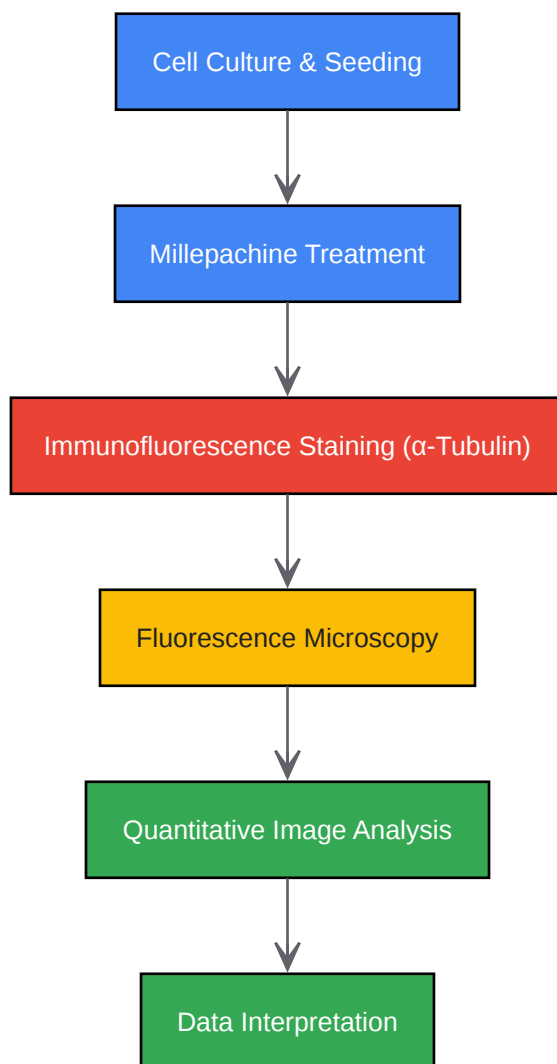 Cell Culture & Seeding
Millepachine Treatment
Immunofluorescence Staining (α-Tubulin)
Fluorescence Microscopy
Quantitative Image Analysis
Data Interpretation